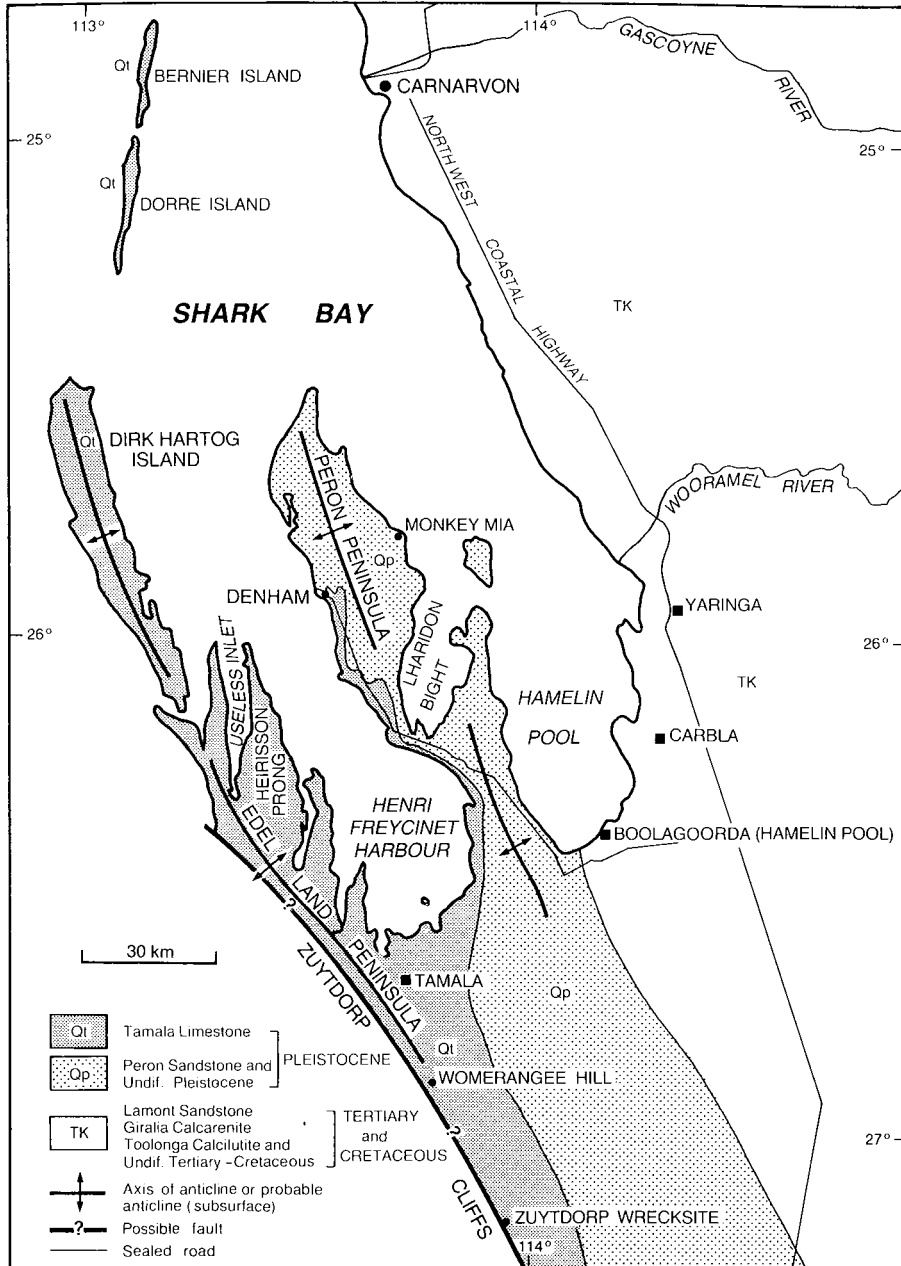 113°
114°
GASCOYNE
RIVER
Qt
BERNIER ISLAND
CARNARVON
25°
25°
NORTH WEST
COASTAL
HIGHWAY
Qt
DORRE ISLAND
SHARK BAY
TK
Qt
DIRK HARTOG
ISLAND
PERON
PENINSULA
WOORAMEL RIVER
MONKEY MIA
Qp
DENHAM
YARINGA
26°
26°
LHARIDON
BIGHT
USELESS INLET
HEIRISSON
PRONG
HAMELIN
POOL
TK
CARBLA
HENRI
FREYCINET
HARBOUR
BOOLAGOORDA (HAMELIN POOL)
EDEL
LAND
PENINSULA
?
30 km
ZUYTDORP
TAMALA
Qp
Qt
WOMERANGEE HILL
?
CLIFFS
27°
ZUYTDORP WRECKSITE
114°
Qt
Tamala Limestone
Qp
Peron Sandstone and
Undif. Pleistocene
PLEISTOCENE
TK
Lamont Sandstone
Giralia Calcarenite
Toolonga Calcilutite and
Undif. Tertiary - Cretaceous
TERTIARY
and
CRETACEOUS
Axis of anticline or probable
anticline (subsurface)
?
Possible fault
Sealed road